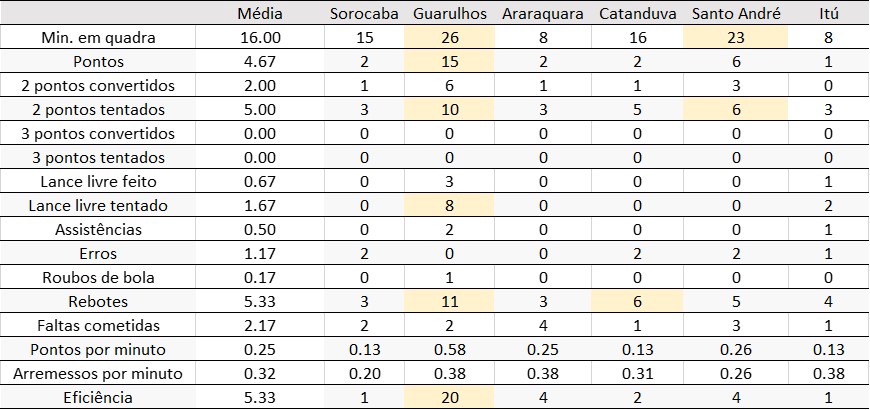 Média Sorocaba Guarulhos Araraquara Catanduva Santo André Itú
Min. em quadra 16.00 15 26 8 16 23 8
Pontos 4.67 2 15 2 2 6 1
2 pontos convertidos 2.00 1 6 1 1 3 0
2 pontos tentados 5.00 3 10 3 5 6 3
3 pontos convertidos 0.00 0 0 0 0 0 0
3 pontos tentados 0.00 0 0 0 0 0 0
Lance livre feito 0.67 0 3 0 0 0 1
Lance livre tentado 1.67 0 8 0 0 0 2
Assistências 0.50 0 2 0 0 0 1
Erros 1.17 2 0 0 2 2 1
Roubos de bola 0.17 0 1 0 0 0 0
Rebotes 5.33 3 11 3 6 5 4
Faltas cometidas 2.17 2 2 4 1 3 1
Pontos por minuto 0.25 0.13 0.58 0.25 0.13 0.26 0.13
Arremessos por minuto 0.32 0.20 0.38 0.38 0.31 0.26 0.38
Eficiência 5.33 1 20 4 2 4 1